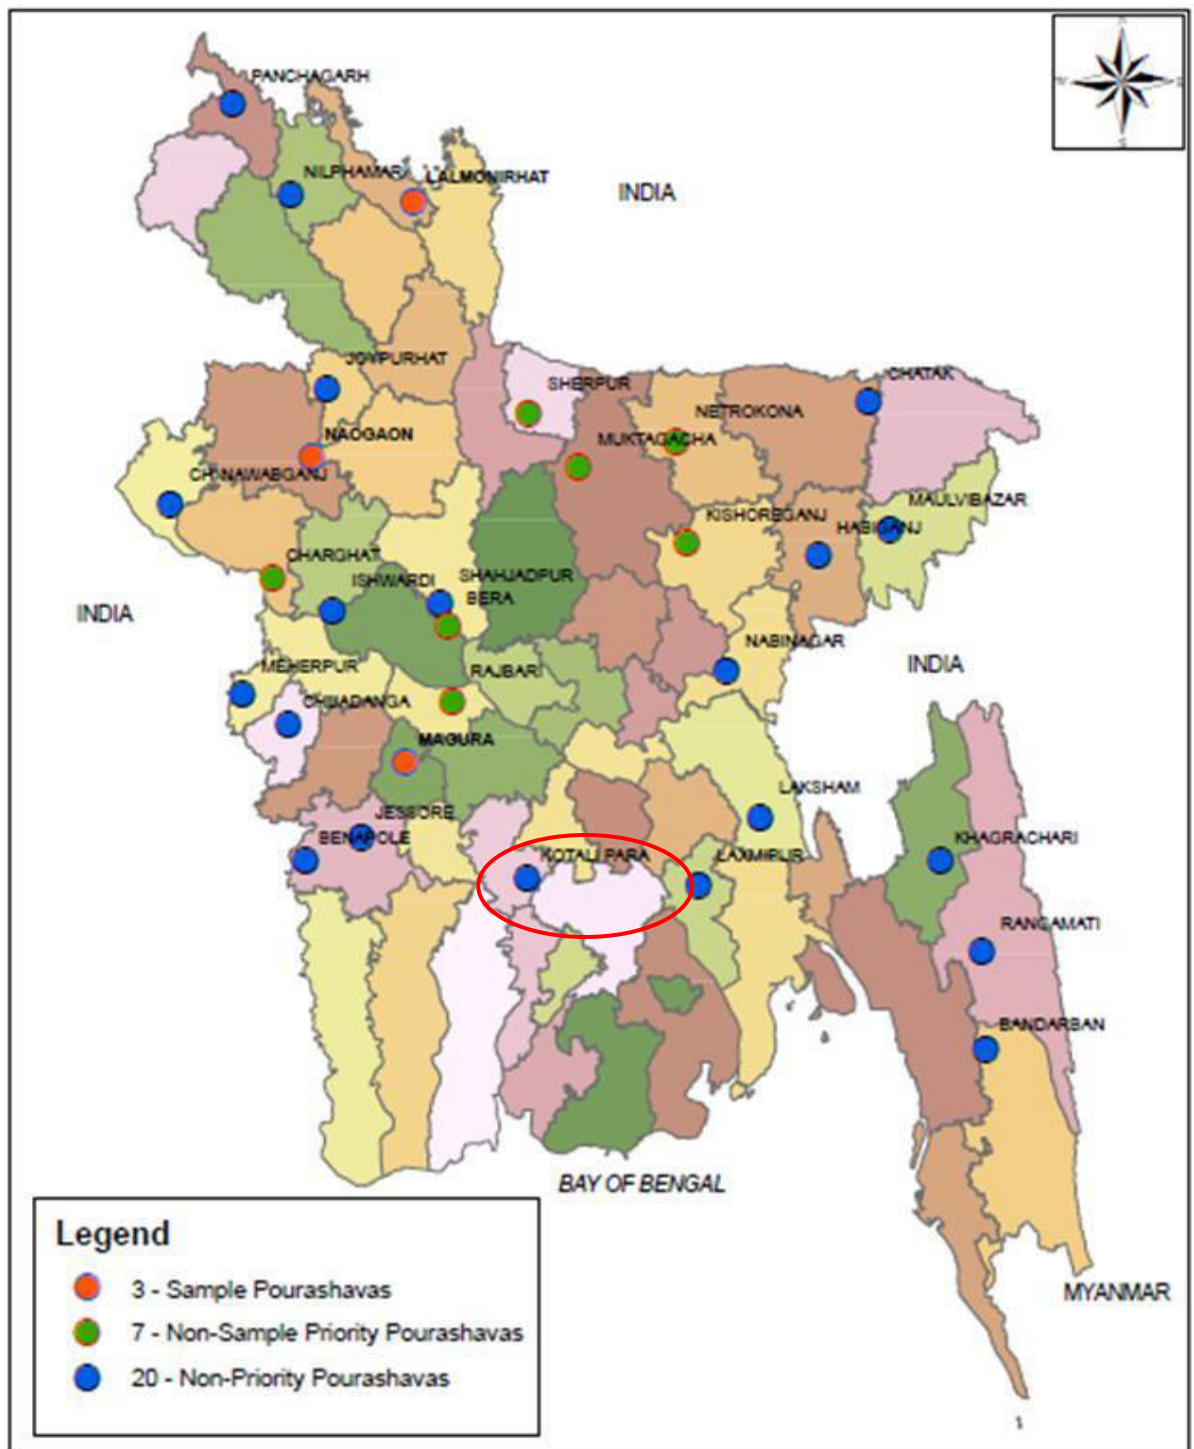 PANCHAGARH
NILPHAMARI
LALMONIRHAT
INDIA
JOYPURHAT
SHERPUR
CHATAK
NETROKONA
NAOGAON
MUKTAGACHA
CH.NAWABGANJ
MAULVIBAZAR
KISHOREGANJ
HABIGANJ
CHARGHAT
ISHWARDI
SHAHJADPUR
BERA
INDIA
NABINAGAR
INDIA
MEHERPUR
RAJBARI
CHUADANGA
MAGURA
LAKSHAM
JESSORE
BENAPOLE
KHAGRACHARI
KOTALI PARA
LAXMIPUR
RANGAMATI
BANDARBAN
BAY OF BENGAL
MYANMAR
Legend
3 - Sample Pourashavas
7 - Non-Sample Priority Pourashavas
20 - Non-Priority Pourashavas